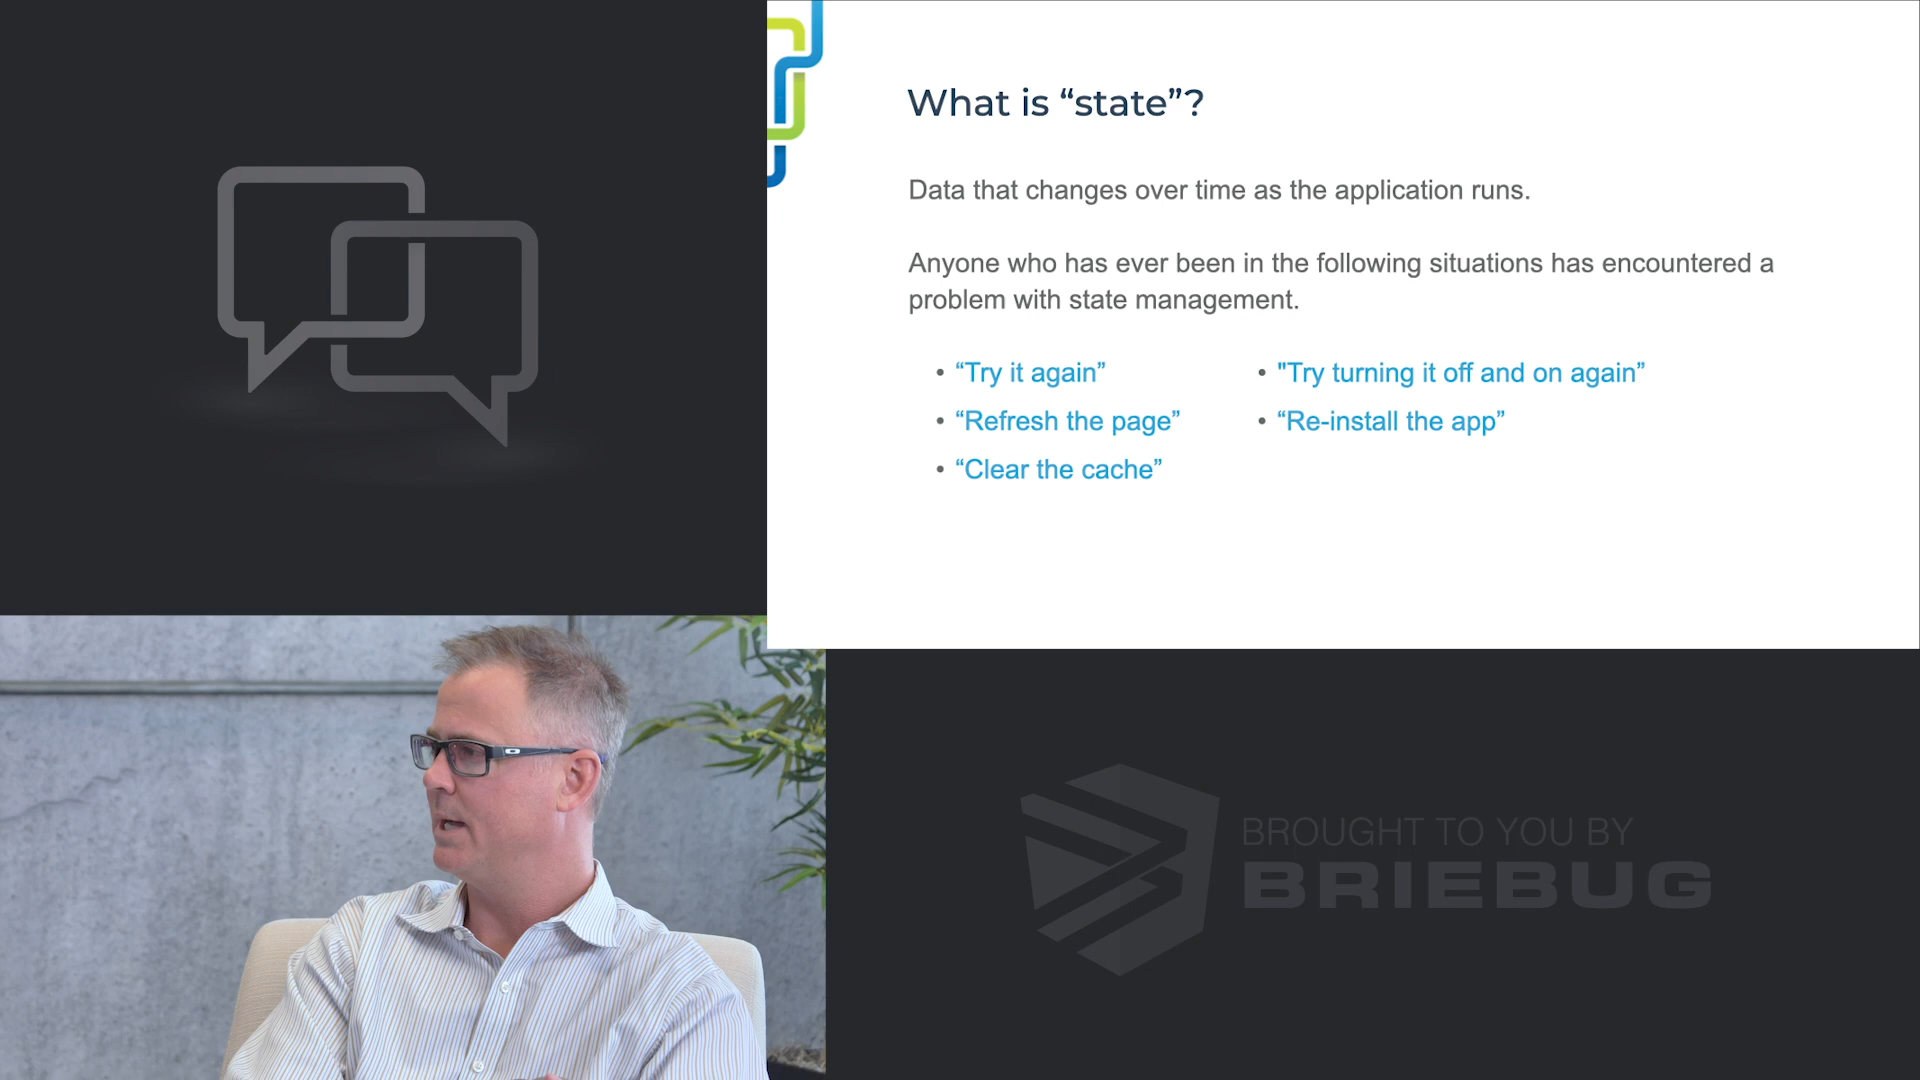 What is “state”?
Data that changes over time as the application runs.
Anyone who has ever been in the following situations has encountered a
problem with state management.
• “Try it again”
• “Refresh the page”
• “Clear the cache”
• "Try turning it off and on again”
• “Re-install the app”
BROUGHT TO YOU BY
BRIEBUG